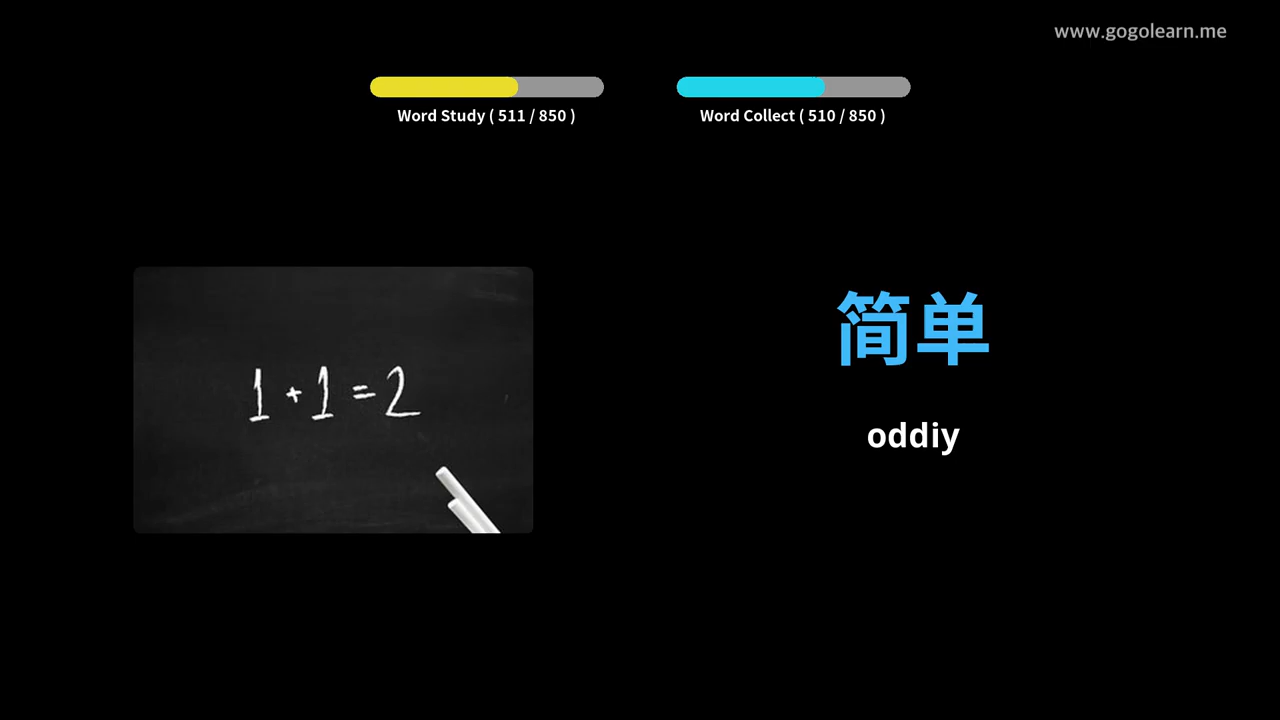 www.gogolearn.me
Word Study ( 511 / 850 )
Word Collect ( 510 / 850 )
1 + 1 = 2
简单
oddiy